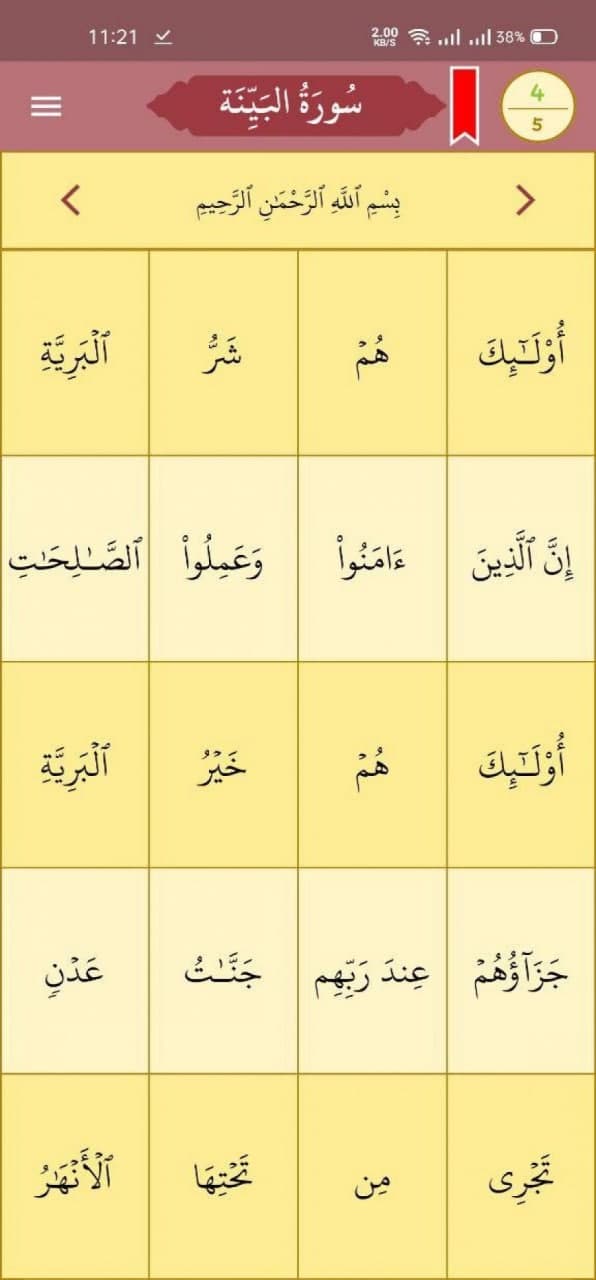 11:21 2.00 KB/S 38%
سُورَةُ البَيِّنَة
4
5
بِسْمِ ٱللَّهِ ٱلرَّحْمَٰنِ ٱلرَّحِيمِ
أُوْلَـٰٓئِكَ هُمْ شَرُّ ٱلْبَرِيَّةِ
إِنَّ ٱلَّذِينَ ءَامَنُوا۟ وَعَمِلُوا۟ ٱلصَّـٰلِحَـٰتِ
أُوْلَـٰٓئِكَ هُمْ خَيْرُ ٱلْبَرِيَّةِ
جَزَآؤُهُمْ عِندَ رَبِّهِم جَنَّـٰتُ عَدْنٍ
تَجْرِى مِن تَحْتِهَا ٱلْأَنْهَـٰرُ